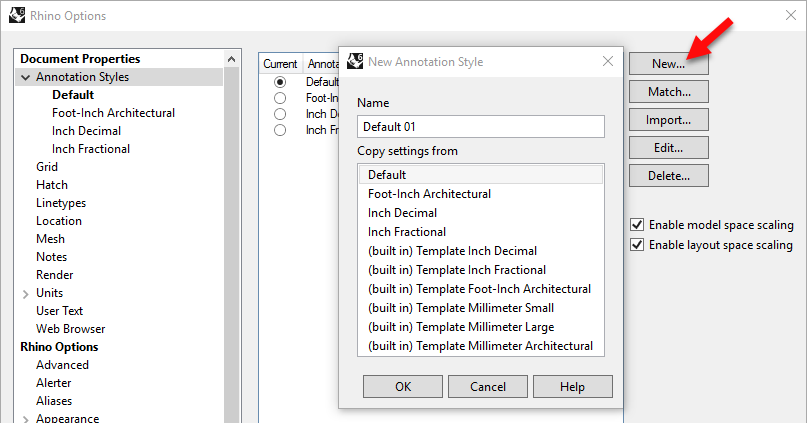 6 Rhino Options
Document Properties
Annotation Styles
Default
Foot-Inch Architectural
Inch Decimal
Inch Fractional
Grid
Hatch
Linetypes
Location
Mesh
Notes
Render
Units
User Text
Web Browser
Rhino Options
Advanced
Alerter
Aliases
Appearance
Current Annota
Default
Foot-In
Inch D
Inch Fr
6 New Annotation Style
Name
Default 01
Copy settings from
Default
Foot-Inch Architectural
Inch Decimal
Inch Fractional
(built in) Template Inch Decimal
(built in) Template Inch Fractional
(built in) Template Foot-Inch Architectural
(built in) Template Millimeter Small
(built in) Template Millimeter Large
(built in) Template Millimeter Architectural
OK Cancel Help
New...
Match...
Import...
Edit...
Delete...
Enable model space scaling
Enable layout space scaling